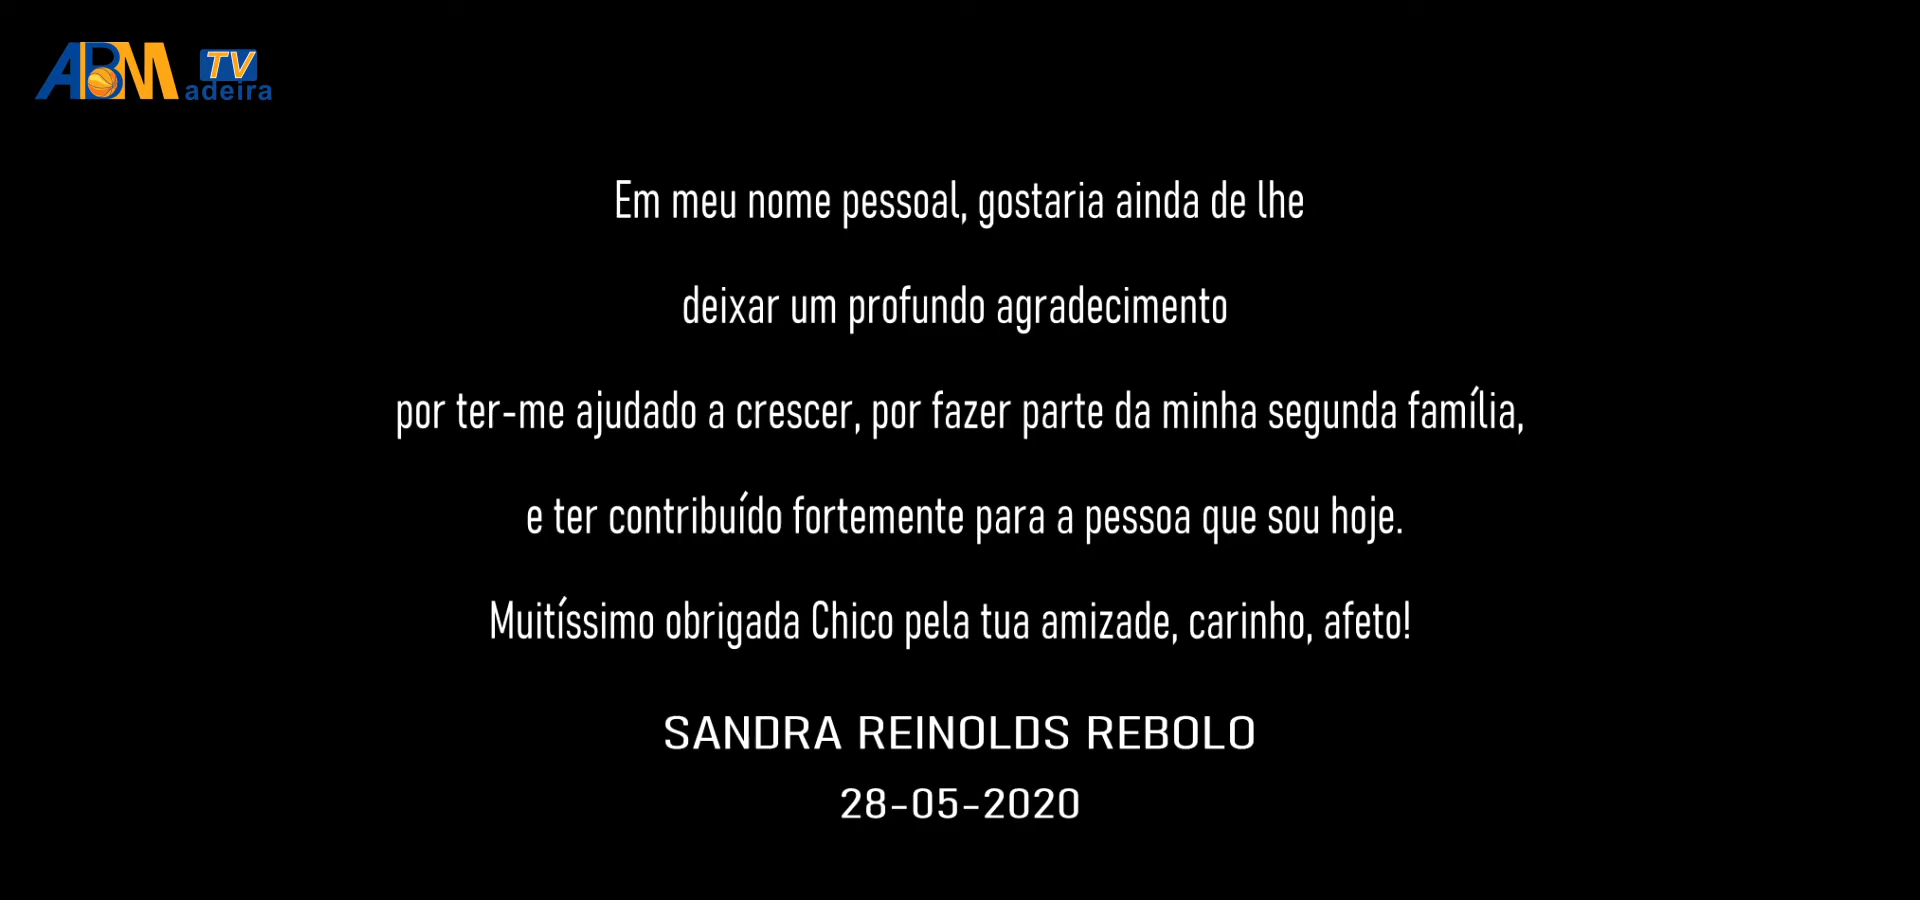 ABM TV
adeira
Em meu nome pessoal, gostaria ainda de lhe
deixar um profundo agradecimento
por ter-me ajudado a crescer, por fazer parte da minha segunda família,
e ter contribuído fortemente para a pessoa que sou hoje.
Muitíssimo obrigada Chico pela tua amizade, carinho, afeto!
SANDRA REINOLDS REBOLO
28-05-2020